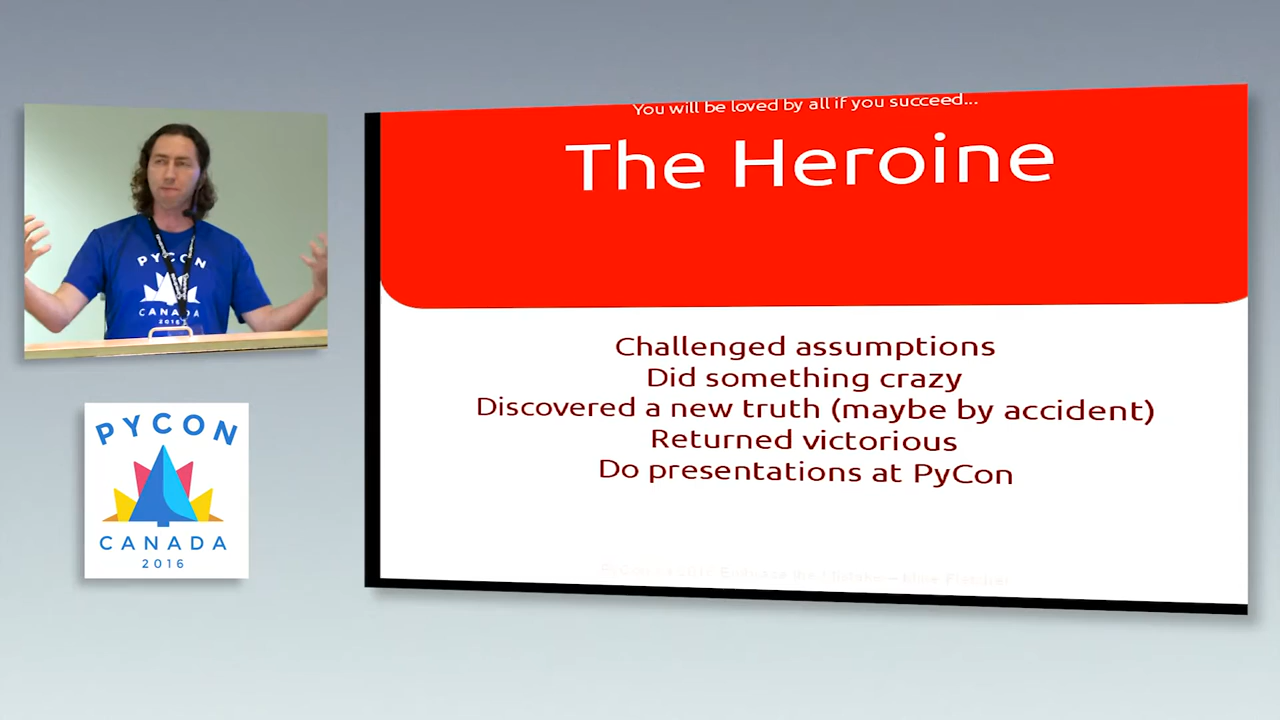 You will be loved by all if you succeed...
The Heroine
Challenged assumptions
Did something crazy
Discovered a new truth (maybe by accident)
Returned victorious
Do presentations at PyCon
PYCON
CANADA
2016
PYCON
CANADA
2016